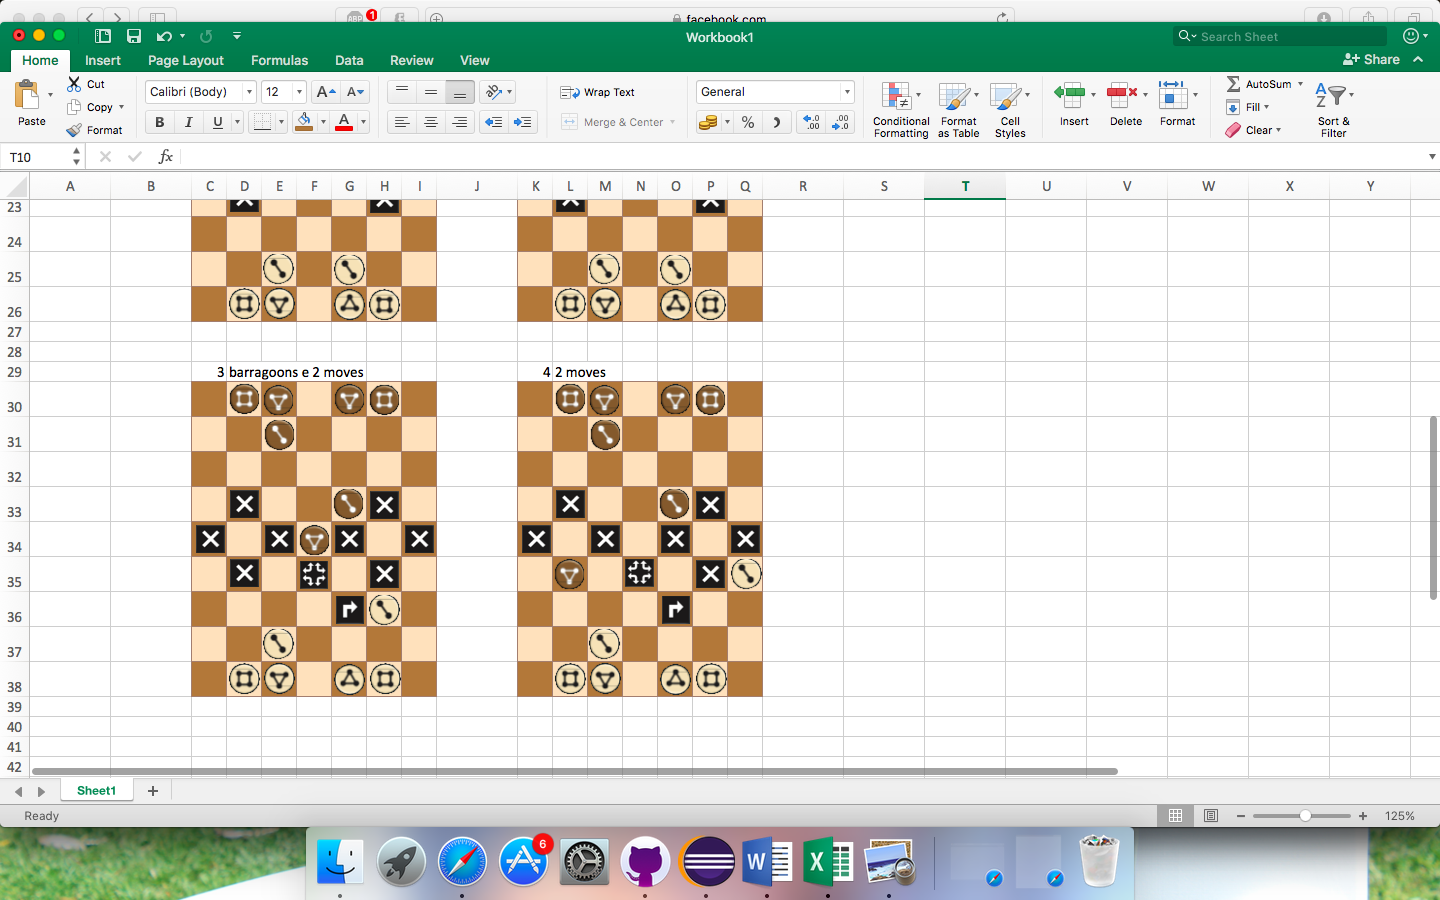 facebook.com
ABP
1
Workbook1
Search Sheet
Home Insert Page Layout Formulas Data Review View
Share
Paste
Cut
Copy
Format
Calibri (Body) 12 A A
B I U A
Wrap Text
Merge & Center
General
%
Conditional Formatting
Format as Table
Cell Styles
Insert
Delete
Format
AutoSum
Fill
Clear
Sort & Filter
T10
fx
A B C D E F G H I J K L M N O P Q R S T U V W X Y
23
24
25
26
27
28
29 3 barragoons e 2 moves 4 2 moves
30
31
32
33
34
35
36
37
38
39
40
41
42
Sheet1
Ready
125%
6